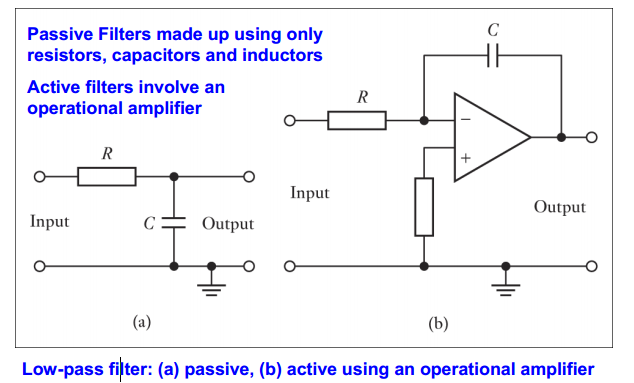 Passive Filters made up using only
resistors, capacitors and inductors
Active filters involve an
operational amplifier
R
Input
C
Output
(a)
C
R
−
+
Input
Output
(b)
Low-pass filter: (a) passive, (b) active using an operational amplifier